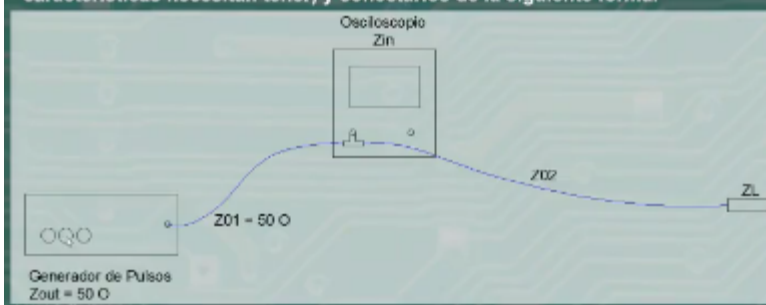 Osciloscopio
Zin
A
Z02
ZL
Z01 = 50 O
Generador de Pulsos
Zout = 50 O